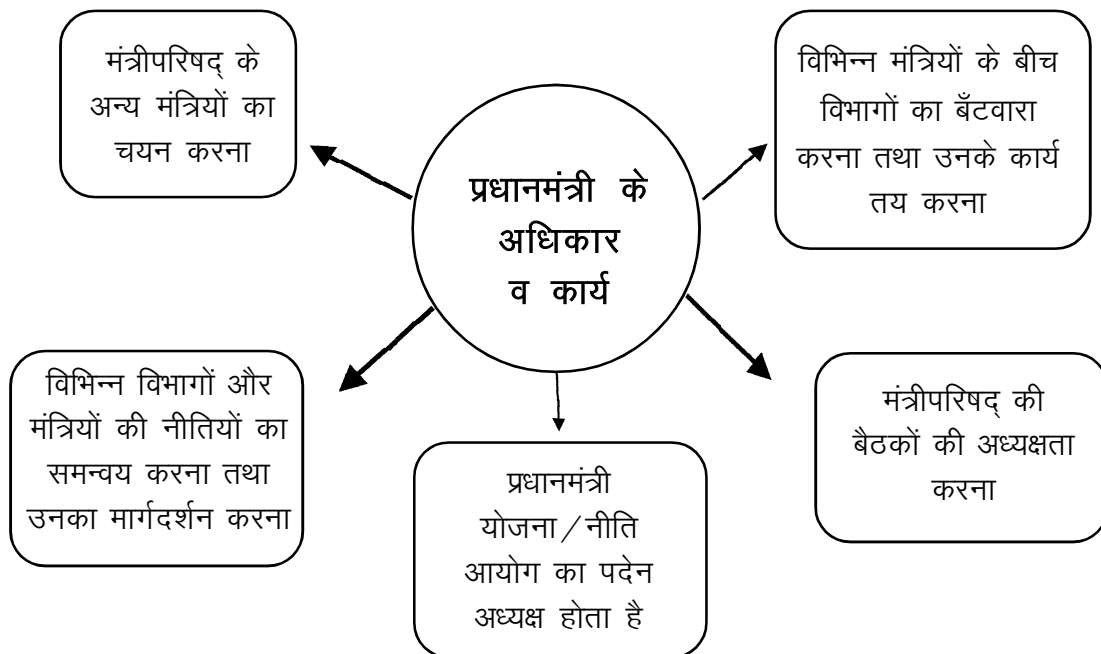 मंत्रीपरिषद् के
अन्य मंत्रियों का
चयन करना
विभिन्न मंत्रियों के बीच
विभागों का बँटवारा
करना तथा उनके कार्य
तय करना
प्रधानमंत्री के
अधिकार
व कार्य
विभिन्न विभागों और
मंत्रियों की नीतियों का
समन्वय करना तथा
उनका मार्गदर्शन करना
प्रधानमंत्री
योजना/नीति
आयोग का पदेन
अध्यक्ष होता है
मंत्रीपरिषद् की
बैठकों की अध्यक्षता
करना